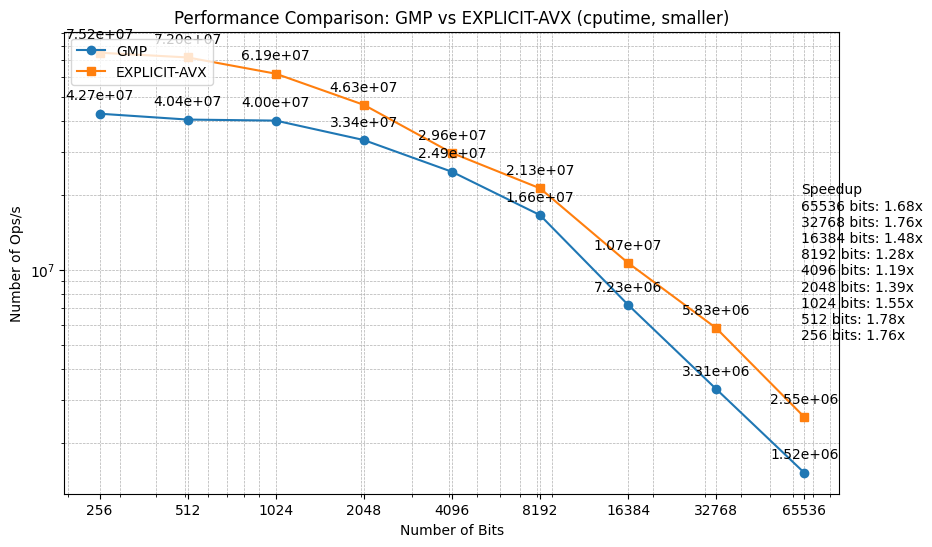 Performance Comparison: GMP vs EXPLICIT-AVX (cputime, smaller)
7.52e+07
7.20e+07
6.19e+07
4.63e+07
2.96e+07
2.13e+07
1.07e+07
5.83e+06
2.55e+06
GMP
EXPLICIT-AVX
4.27e+07
4.04e+07
4.00e+07
3.34e+07
2.49e+07
1.66e+07
7.23e+06
3.31e+06
1.52e+06
Speedup
65536 bits: 1.68x
32768 bits: 1.76x
16384 bits: 1.48x
8192 bits: 1.28x
4096 bits: 1.19x
2048 bits: 1.39x
1024 bits: 1.55x
512 bits: 1.78x
256 bits: 1.76x
Number of Ops/s
10⁷
256 512 1024 2048 4096 8192 16384 32768 65536
Number of Bits